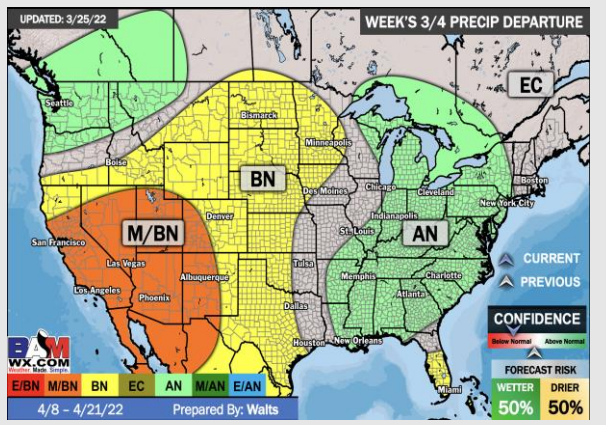 UPDATED: 3/25/22
WEEK'S 3/4 PRECIP DEPARTURE
EC
Seattle
Bismarck
Minneapolis
Boise
BN
Boston
Des Moines
Chicago
Cleveland
New York City
Denver
Indianapolis
M/BN
St. Louis
AN
San Francisco
Las Vegas
Albuquerque
Tulsa
Memphis
Charlotte
Los Angeles
Phoenix
Atlanta
Dallas
Houston
New Orleans
Miami
CURRENT
PREVIOUS
CONFIDENCE
Below Normal
Above Normal
FORECAST RISK
WETTER
DRIER
50%
50%
BAM
WX.COM
Weather. Made. Simple.
E/BN M/BN BN EC AN M/AN E/AN
4/8 – 4/21/22 Prepared By: Walts